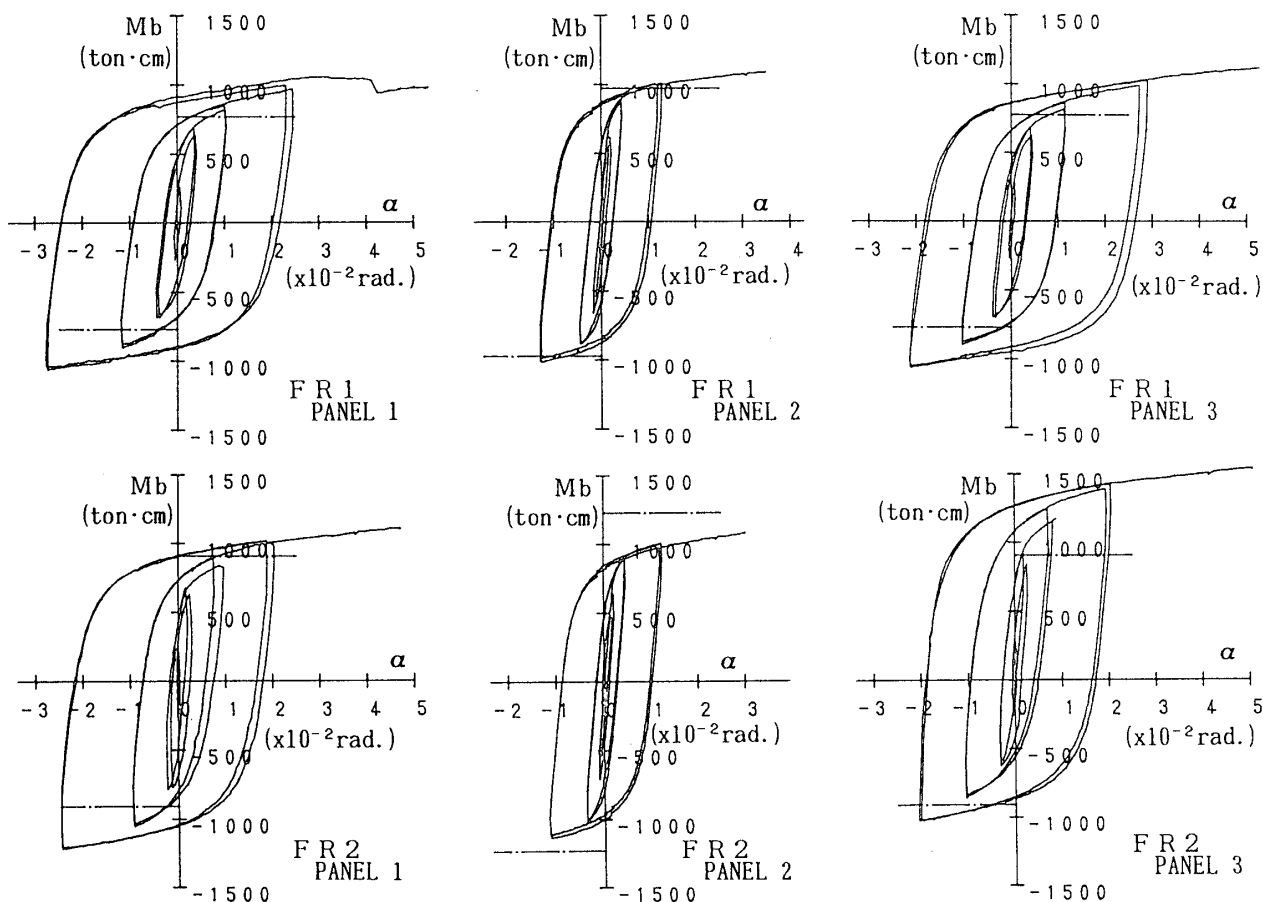 Mb 1500
(ton·cm)
1000
500
α
-3 -2 -1 0 1 2 3 4 5
(x10⁻²rad.)
-500
-1000
FR1
PANEL 1
-1500
Mb 1500
(ton·cm)
1000
500
α
-2 -1 0 1 2 3 4
(x10⁻²rad.)
-500
-1000
FR1
PANEL 2
-1500
Mb 1500
(ton·cm)
1000
500
α
-3 -2 -1 0 1 2 3 4 5
(x10⁻²rad.)
-500
-1000
FR1
PANEL 3
-1500
Mb 1500
(ton·cm)
1000
500
α
-3 -2 -1 0 1 2 3 4 5
(x10⁻²rad.)
-500
-1000
FR2
PANEL 1
-1500
Mb 1500
(ton·cm)
1000
500
α
-2 -1 0 1 2 3 4
(x10⁻²rad.)
-500
-1000
FR2
PANEL 2
-1500
Mb 1500
(ton·cm)
1000
500
α
-3 -2 -1 0 1 2 3 4 5
(x10⁻²rad.)
-500
-1000
FR2
PANEL 3
-1500